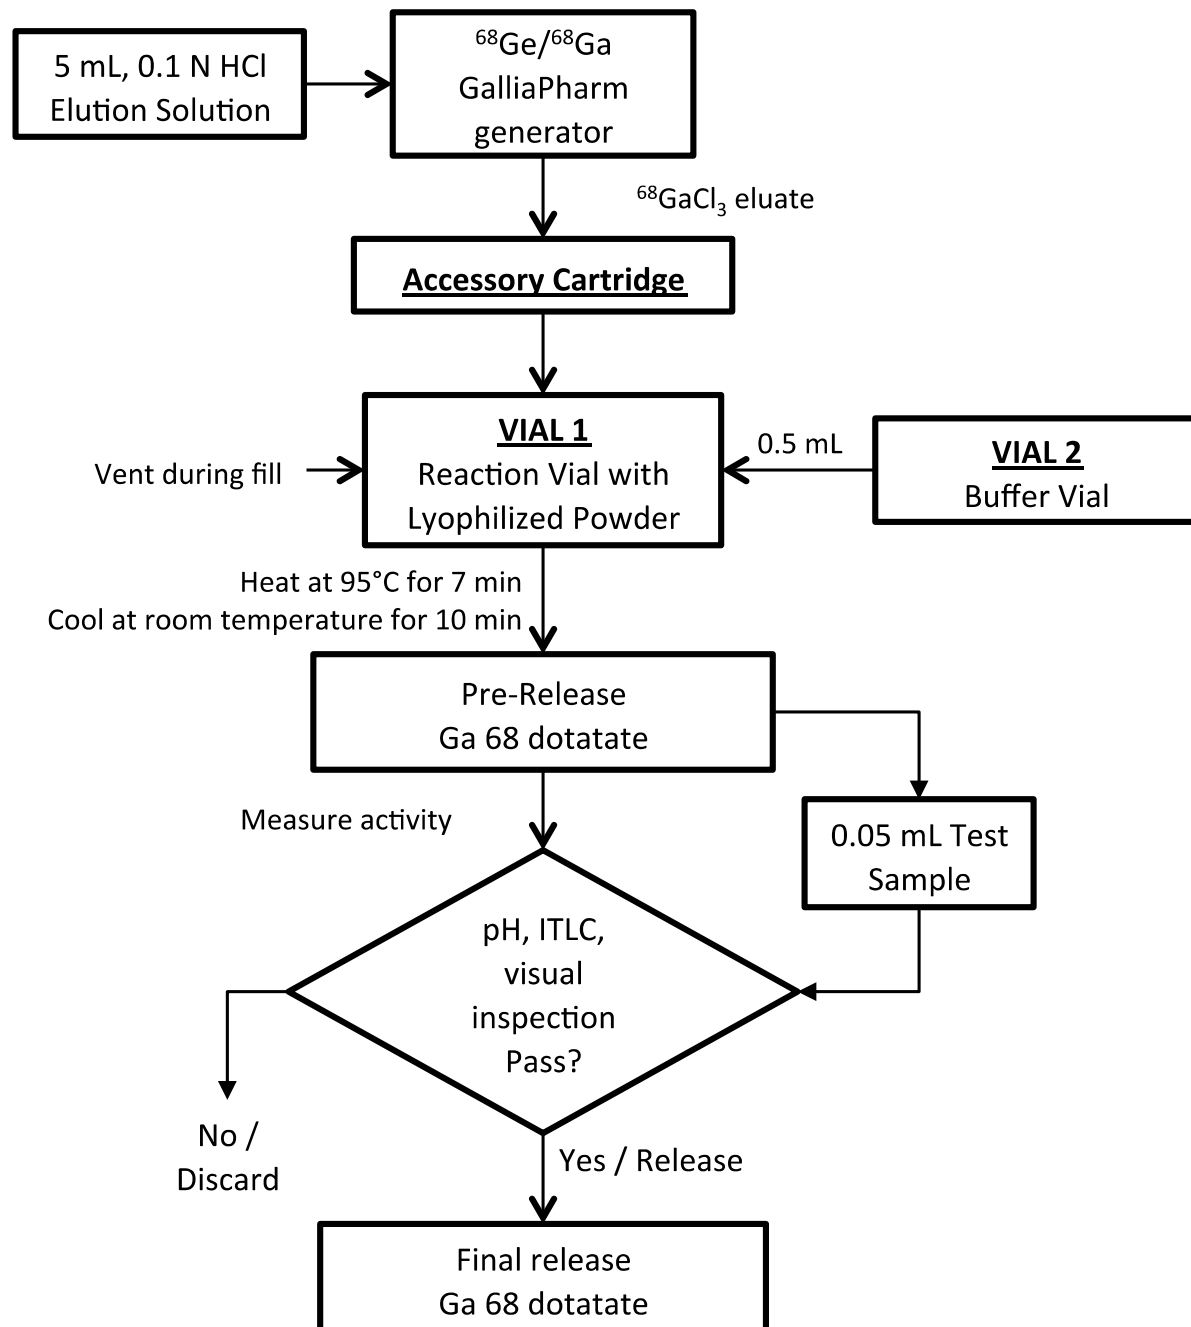 5 mL, 0.1 N HCl
Elution Solution
⁶⁸Ge/⁶⁸Ga
GalliaPharm
generator
⁶⁸GaCl₃ eluate
Accessory Cartridge
VIAL 1
Reaction Vial with
Lyophilized Powder
Vent during fill
0.5 mL
VIAL 2
Buffer Vial
Heat at 95°C for 7 min
Cool at room temperature for 10 min
Pre-Release
Ga 68 dotatate
Measure activity
0.05 mL Test
Sample
pH, ITLC,
visual
inspection
Pass?
No /
Discard
Yes / Release
Final release
Ga 68 dotatate